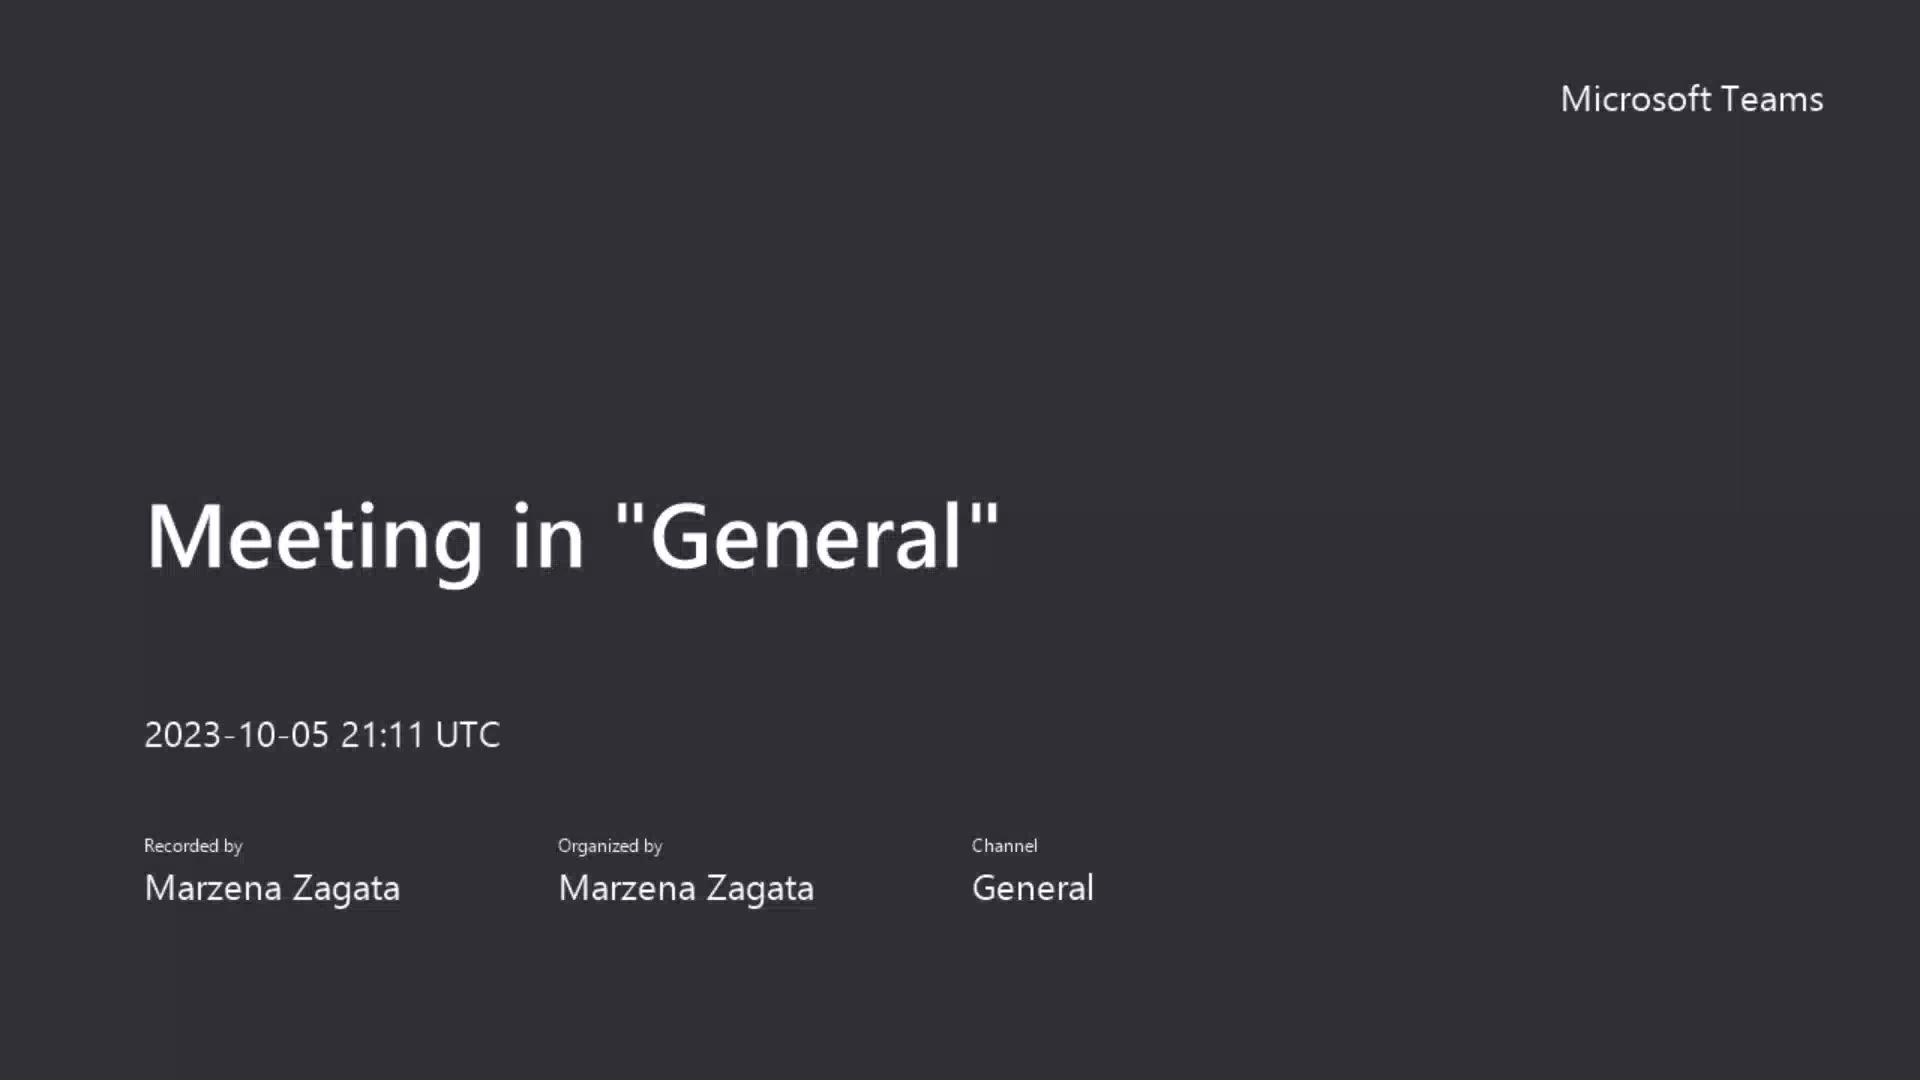 Microsoft Teams
Meeting in "General"
2023-10-05 21:11 UTC
Recorded by
Marzena Zagata
Organized by
Marzena Zagata
Channel
General